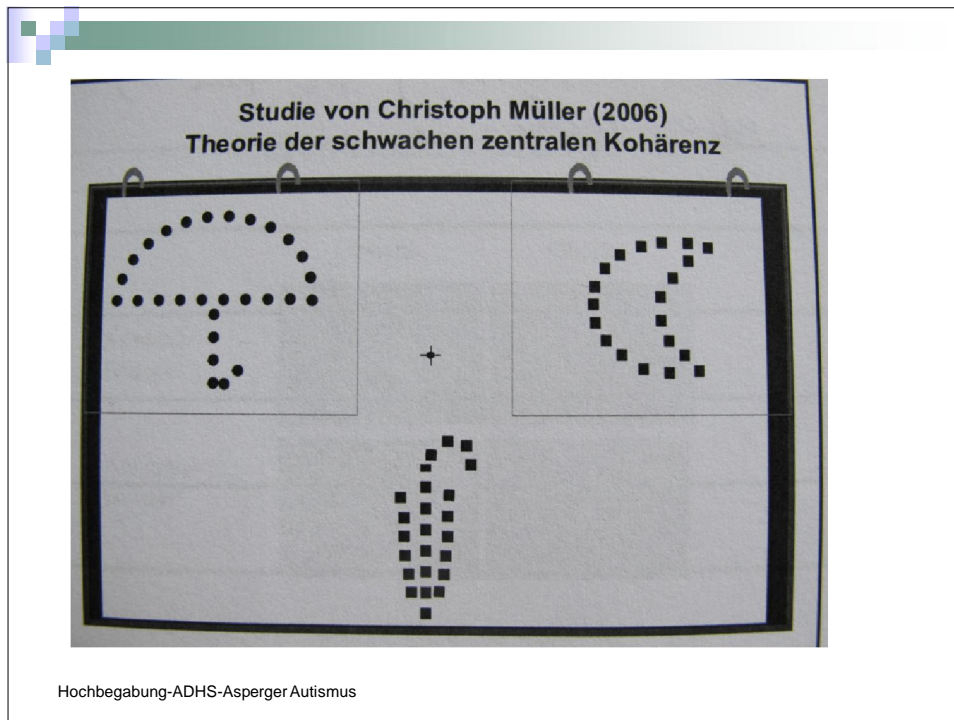 Studie von Christoph Müller (2006)
Theorie der schwachen zentralen Kohärenz
Hochbegabung-ADHS-Asperger Autismus